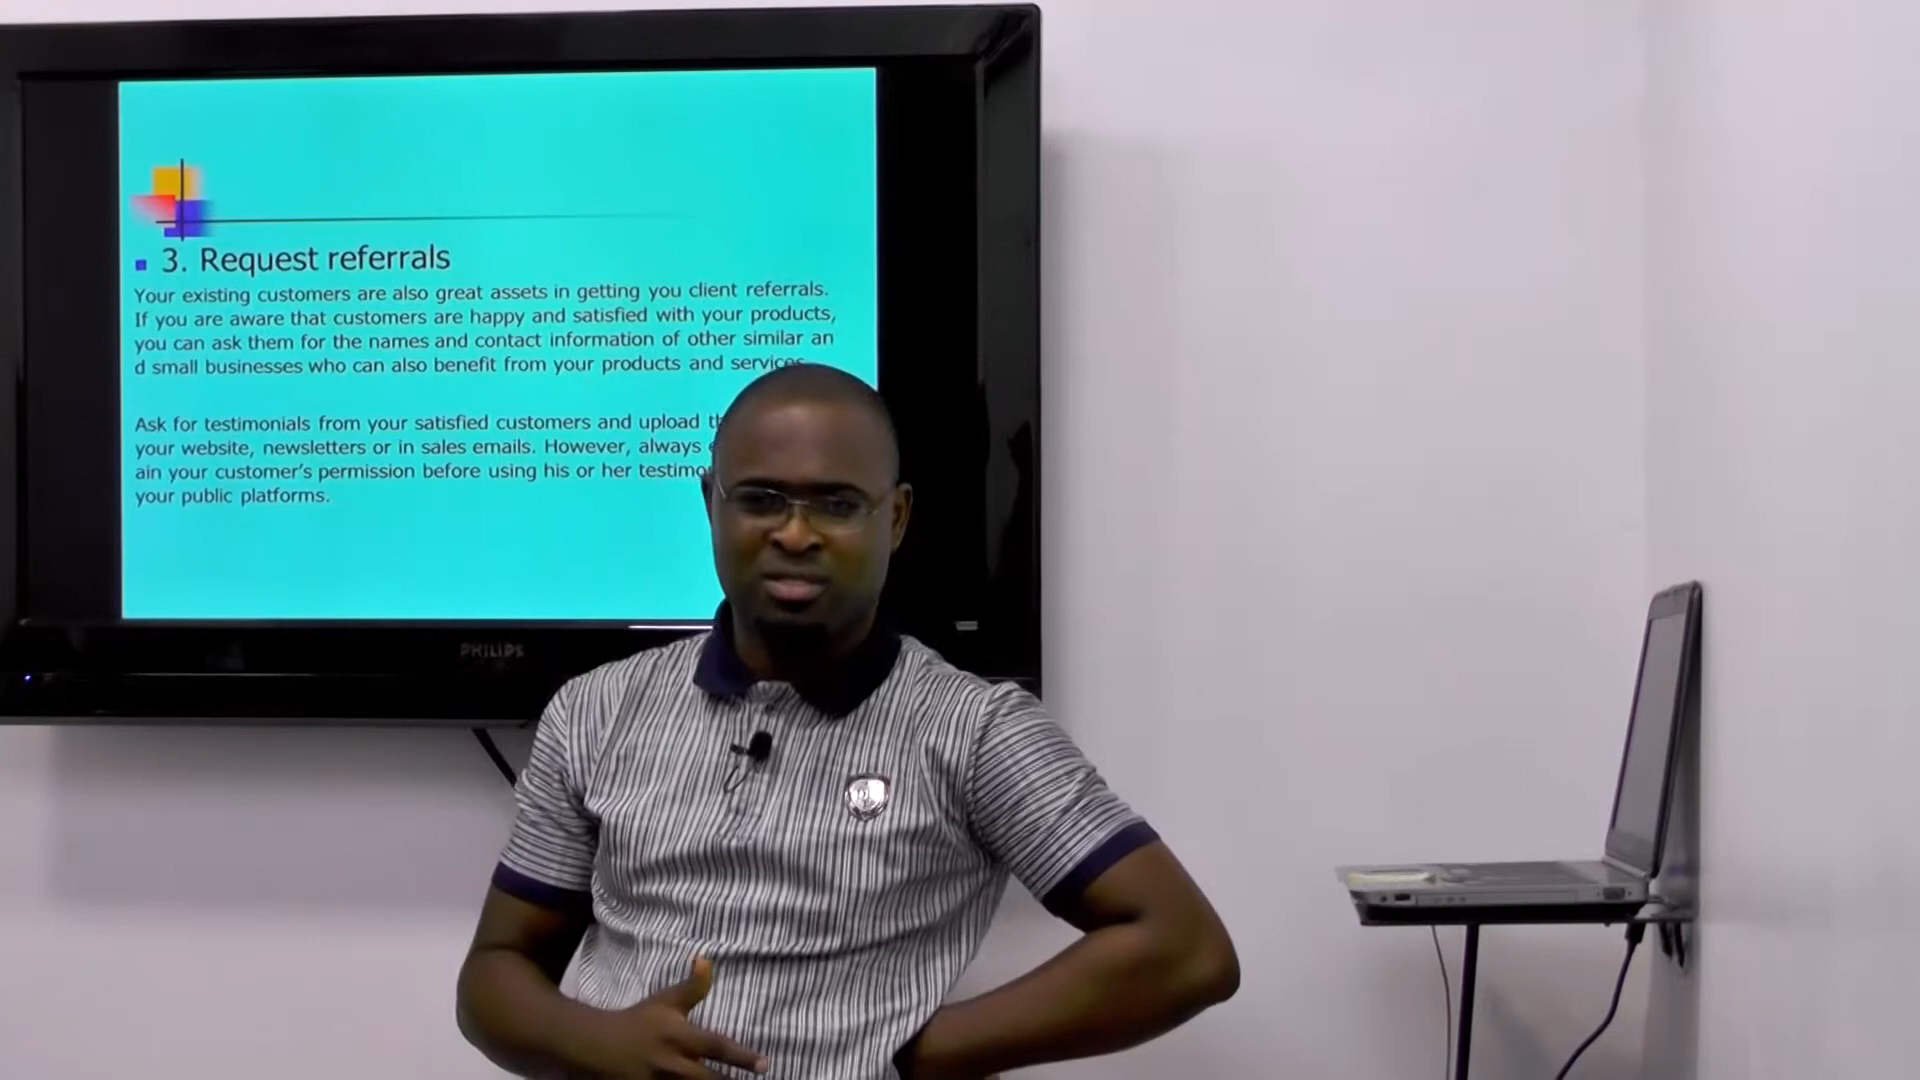 3. Request referrals
Your existing customers are also great assets in getting you client referrals.
If you are aware that customers are happy and satisfied with your products,
you can ask them for the names and contact information of other similar an
d small businesses who can also benefit from your products and services
Ask for testimonials from your satisfied customers and upload
your website, newsletters or in sales emails. However, always
ain your customer's permission before using his or her
your public platforms.
PHILIPS